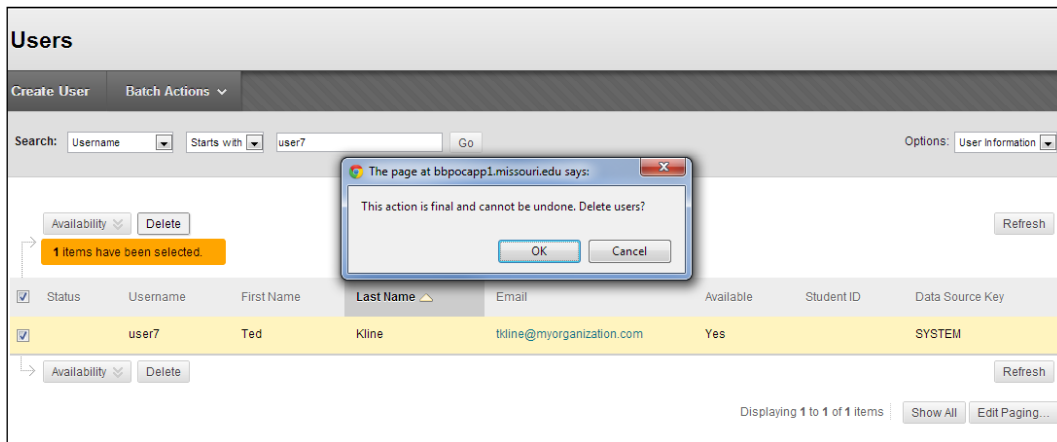 Users
Create User Batch Actions
Search: Username Starts with user7 Go Options: User Information
The page at bbpocapp1.missouri.edu says:
This action is final and cannot be undone. Delete users?
OK Cancel
Availability Delete Refresh
1 items have been selected.
Status Username First Name Last Name Email Available Student ID Data Source Key
user7 Ted Kline tkline@myorganization.com Yes SYSTEM
Availability Delete Refresh
Displaying 1 to 1 of 1 items Show All Edit Paging...